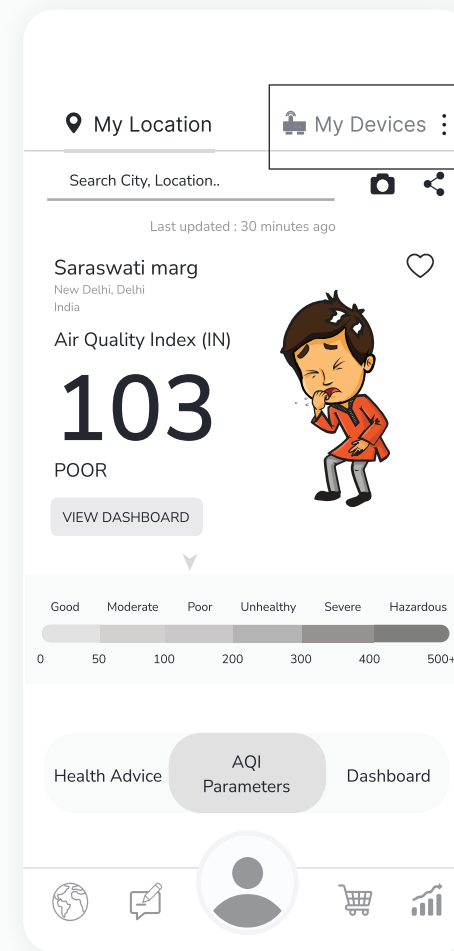 My Location My Devices
Search City, Location..
Last updated : 30 minutes ago
Saraswati marg
New Delhi, Delhi
India
Air Quality Index (IN)
103
POOR
VIEW DASHBOARD
Good Moderate Poor Unhealthy Severe Hazardous
0 50 100 200 300 400 500+
Health Advice
AQI
Parameters
Dashboard